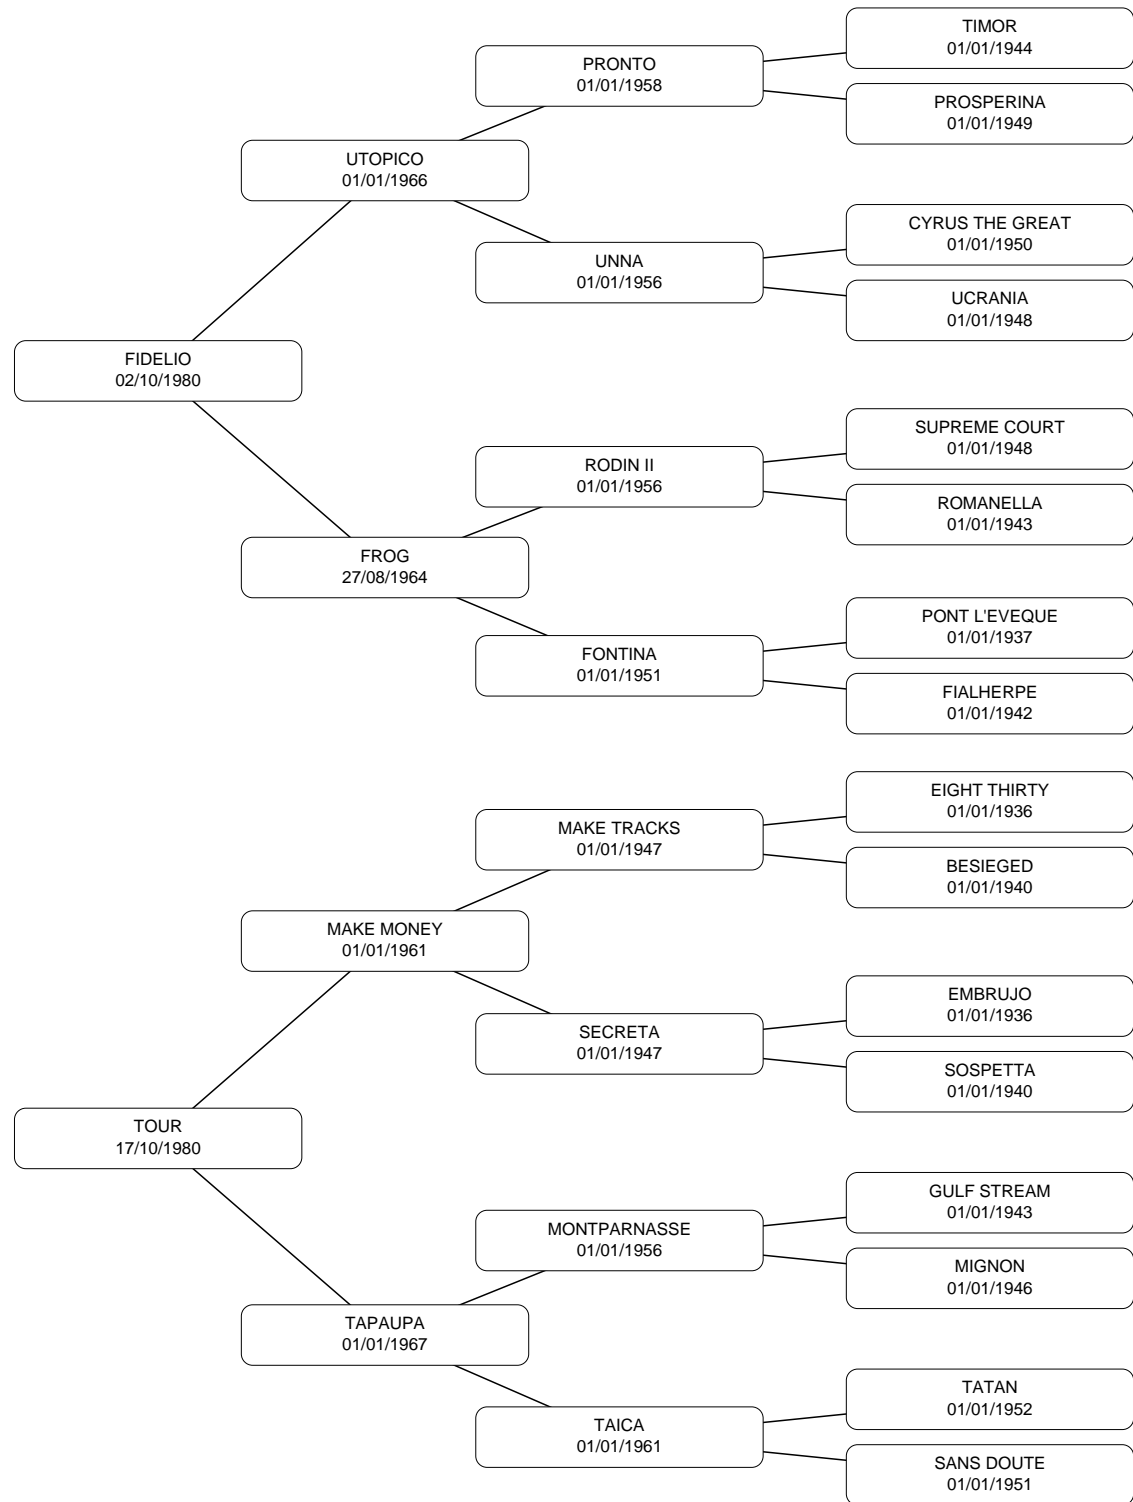 TIMOR
01/01/1944
PRONTO
01/01/1958
PROSPERINA
01/01/1949
UTOPICO
01/01/1966
CYRUS THE GREAT
01/01/1950
UNNA
01/01/1956
UCRANIA
01/01/1948
FIDELIO
02/10/1980
SUPREME COURT
01/01/1948
RODIN II
01/01/1956
ROMANELLA
01/01/1943
FROG
27/08/1964
PONT L'EVEQUE
01/01/1937
FONTINA
01/01/1951
FIALHERPE
01/01/1942
EIGHT THIRTY
01/01/1936
MAKE TRACKS
01/01/1947
BESIEGED
01/01/1940
MAKE MONEY
01/01/1961
EMBRUJO
01/01/1936
SECRETA
01/01/1947
SOSPETTA
01/01/1940
TOUR
17/10/1980
GULF STREAM
01/01/1943
MONTPARNASSE
01/01/1956
MIGNON
01/01/1946
TAPAUPA
01/01/1967
TATAN
01/01/1952
TAICA
01/01/1961
SANS DOUTE
01/01/1951